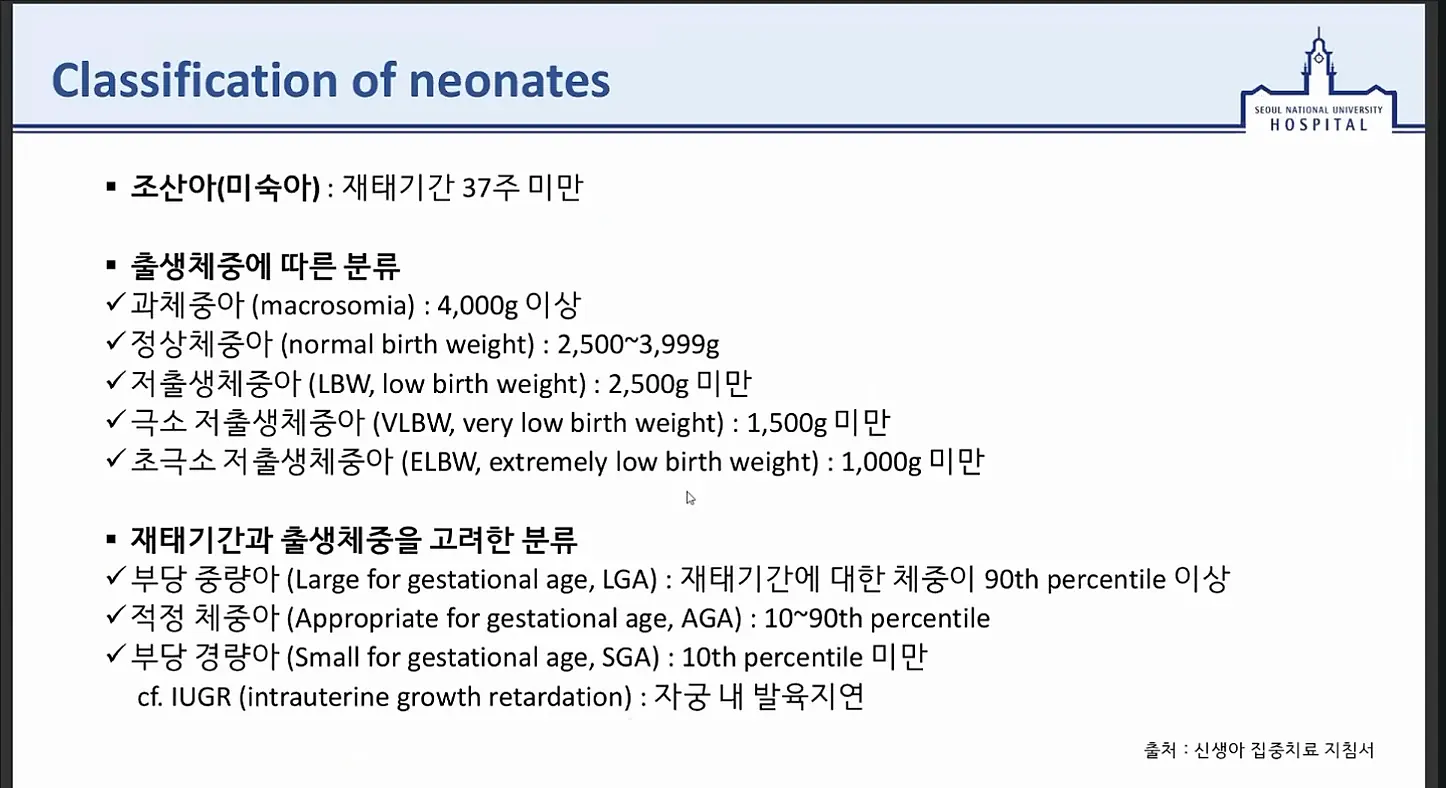 Classification of neonates
SEOUL NATIONAL UNIVERSITY
HOSPITAL
▪ 조산아(미숙아) : 재태기간 37주 미만
▪ 출생체중에 따른 분류
✓과체중아 (macrosomia) : 4,000g 이상
✓정상체중아 (normal birth weight) : 2,500~3,999g
✓저출생체중아 (LBW, low birth weight) : 2,500g 미만
✓극소 저출생체중아 (VLBW, very low birth weight) : 1,500g 미만
✓초극소 저출생체중아 (ELBW, extremely low birth weight) : 1,000g 미만
▪ 재태기간과 출생체중을 고려한 분류
✓부당 중량아 (Large for gestational age, LGA) : 재태기간에 대한 체중이 90th percentile 이상
✓적정 체중아 (Appropriate for gestational age, AGA) : 10~90th percentile
✓부당 경량아 (Small for gestational age, SGA) : 10th percentile 미만
cf. IUGR (intrauterine growth retardation) : 자궁 내 발육지연
출처 : 신생아 집중치료 지침서